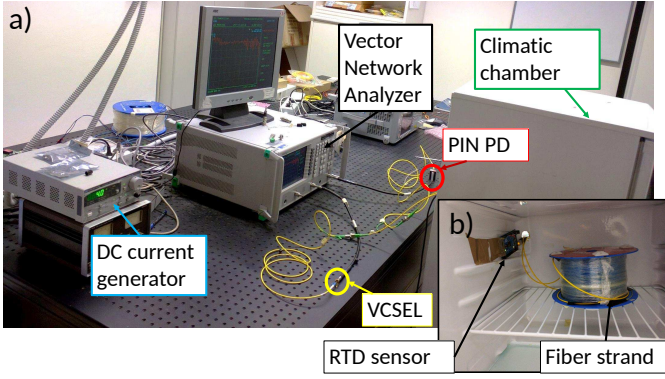 a)
Vector
Network
Analyzer
Climatic
chamber
PIN PD
b)
DC current
generator
VCSEL
RTD sensor
Fiber strand